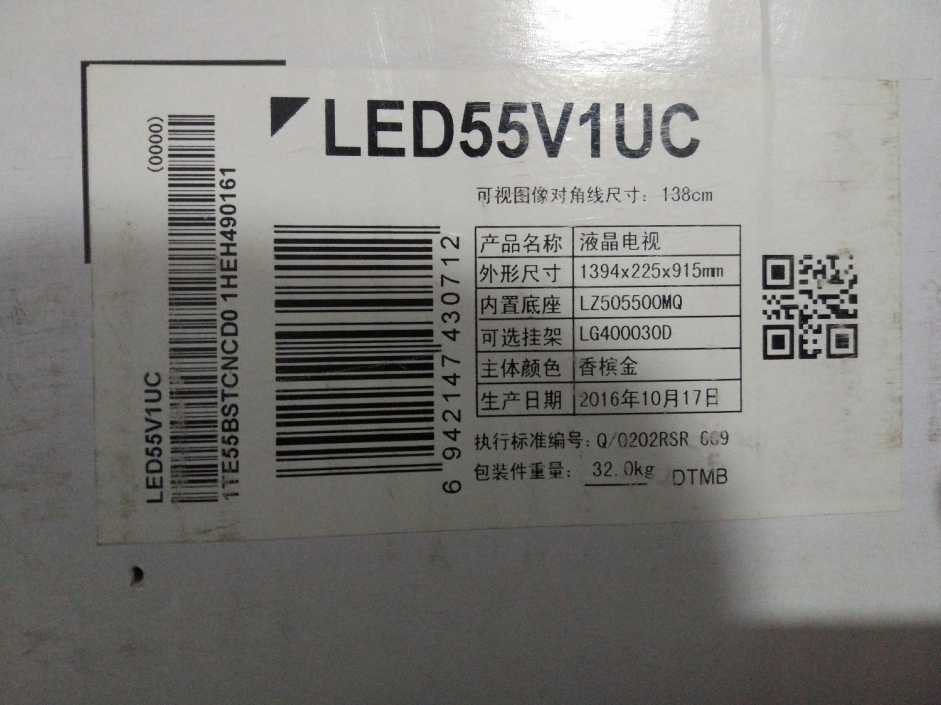 LED55V1UC
可视图像对角线尺寸: 138cm
产品名称 液晶电视
外形尺寸 1394x225x915mm
内置底座 LZ505500MQ
可选挂架 LG400030D
主体颜色 香槟金
生产日期 2016年10月17日
执行标准编号: Q/0202RSR
包装件重量: 32.0kg DTMB
6 942147 430712
(0000)
LED55V1UC
1TE55BSTCNCD0 1HEH490161